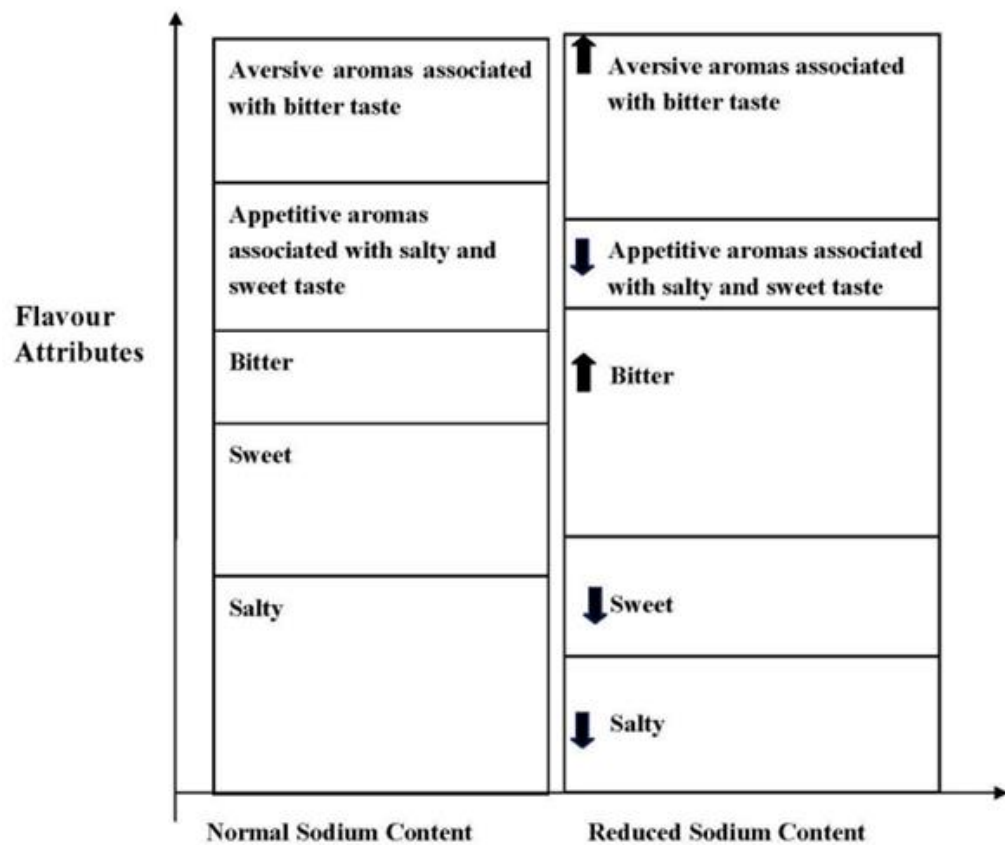 Flavour
Attributes
Aversive aromas associated
with bitter taste
Appetitive aromas
associated with salty and
sweet taste
Bitter
Sweet
Salty
Normal Sodium Content
Aversive aromas associated
with bitter taste
Appetitive aromas associated
with salty and sweet taste
Bitter
Sweet
Salty
Reduced Sodium Content